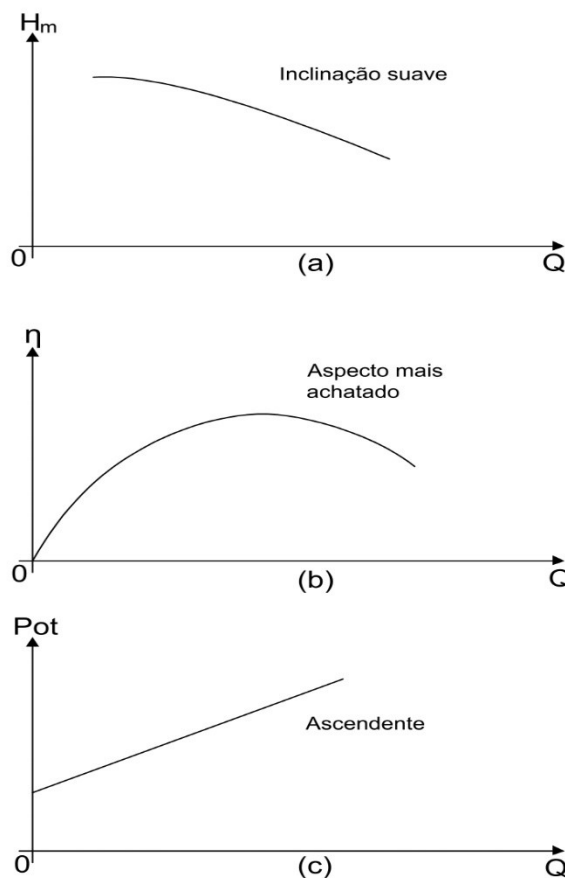 Hm
Inclinação suave
0
(a)
Q
η
Aspecto mais
achatado
0
(b)
Q
Pot
Ascendente
0
(c)
Q